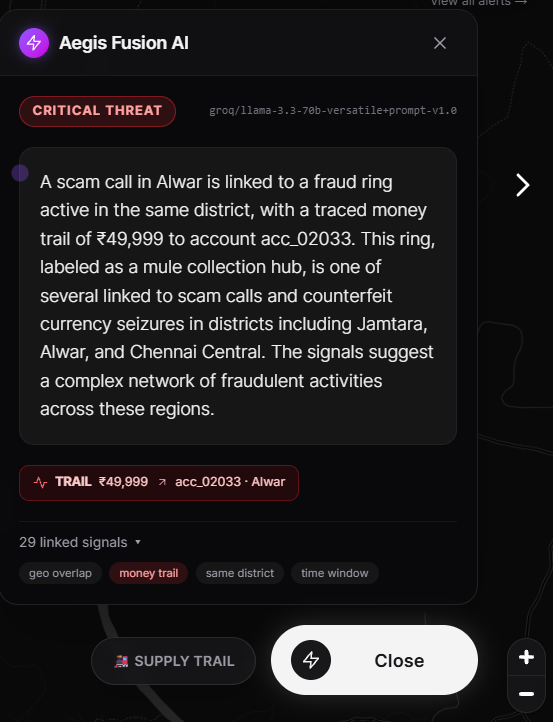 view all alerts →
Aegis Fusion AI
CRITICAL THREAT
groq/llama-3.3-70b-versatile+prompt-v1.0
A scam call in Alwar is linked to a fraud ring
active in the same district, with a traced money
trail of ₹49,999 to account acc_02033. This ring,
labeled as a mule collection hub, is one of
several linked to scam calls and counterfeit
currency seizures in districts including Jamtara,
Alwar, and Chennai Central. The signals suggest
a complex network of fraudulent activities
across these regions.
TRAIL ₹49,999 ↗ acc_02033 · Alwar
29 linked signals ▾
geo overlap money trail same district time window
SUPPLY TRAIL Close